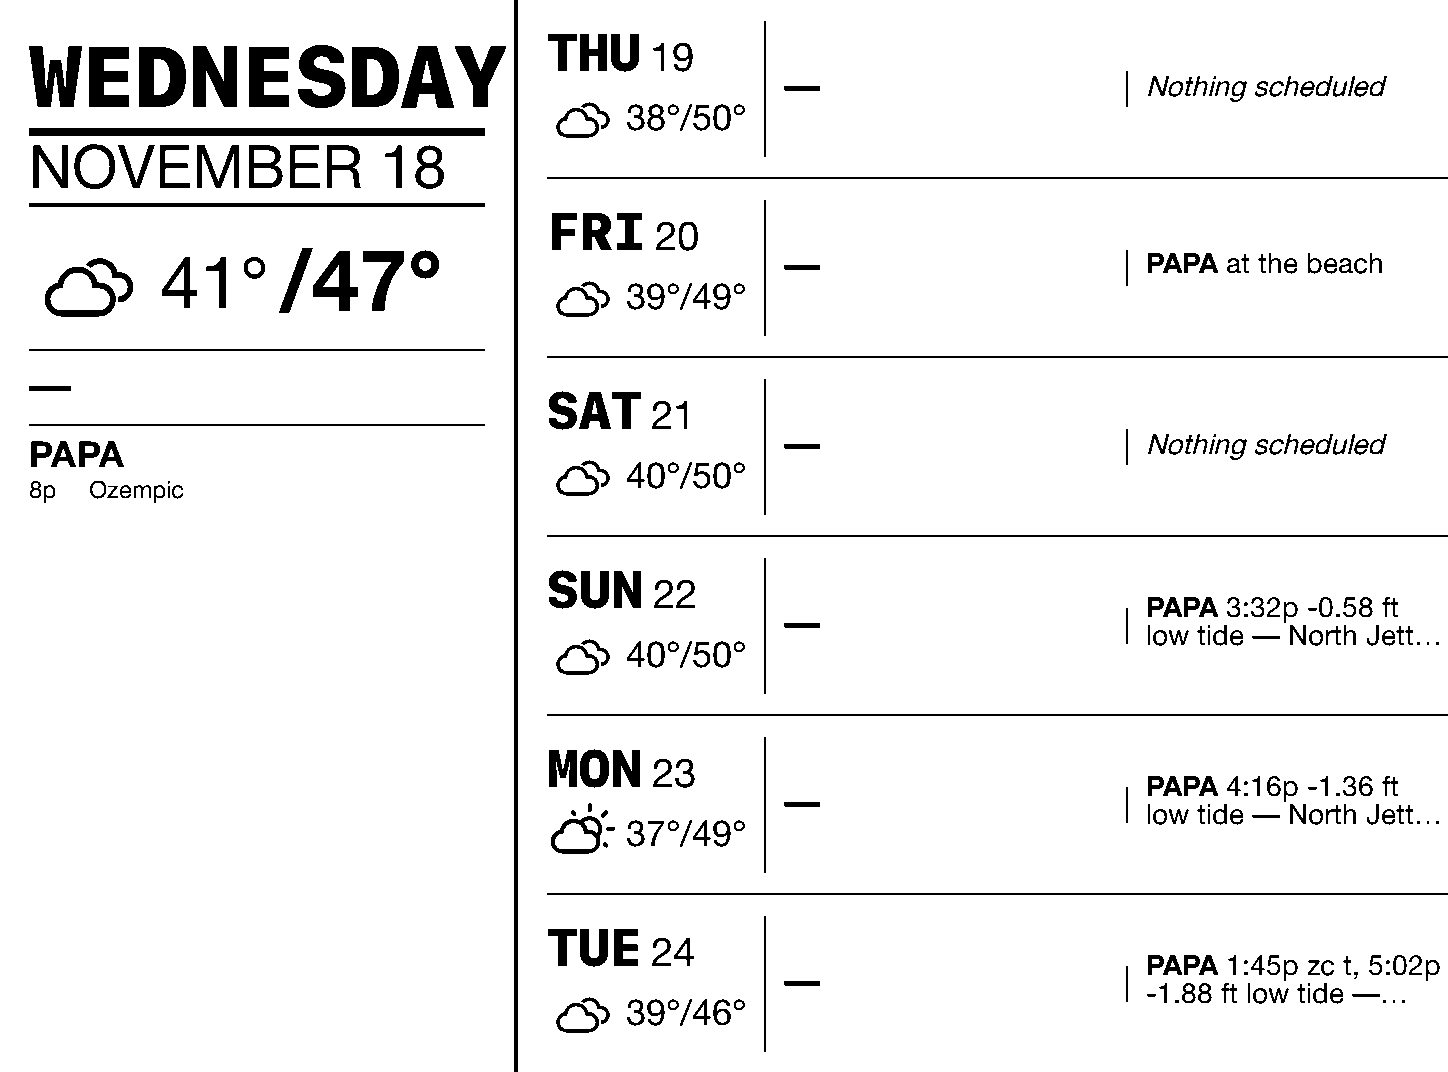 WEDNESDAY
NOVEMBER 18
41°/47°
—
PAPA
8p Ozempic
THU 19
38°/50°
—
Nothing scheduled
FRI 20
39°/49°
—
PAPA at the beach
SAT 21
40°/50°
—
Nothing scheduled
SUN 22
40°/50°
—
PAPA 3:32p -0.58 ft
low tide — North Jett…
MON 23
37°/49°
—
PAPA 4:16p -1.36 ft
low tide — North Jett…
TUE 24
39°/46°
—
PAPA 1:45p zc t, 5:02p
-1.88 ft low tide —…